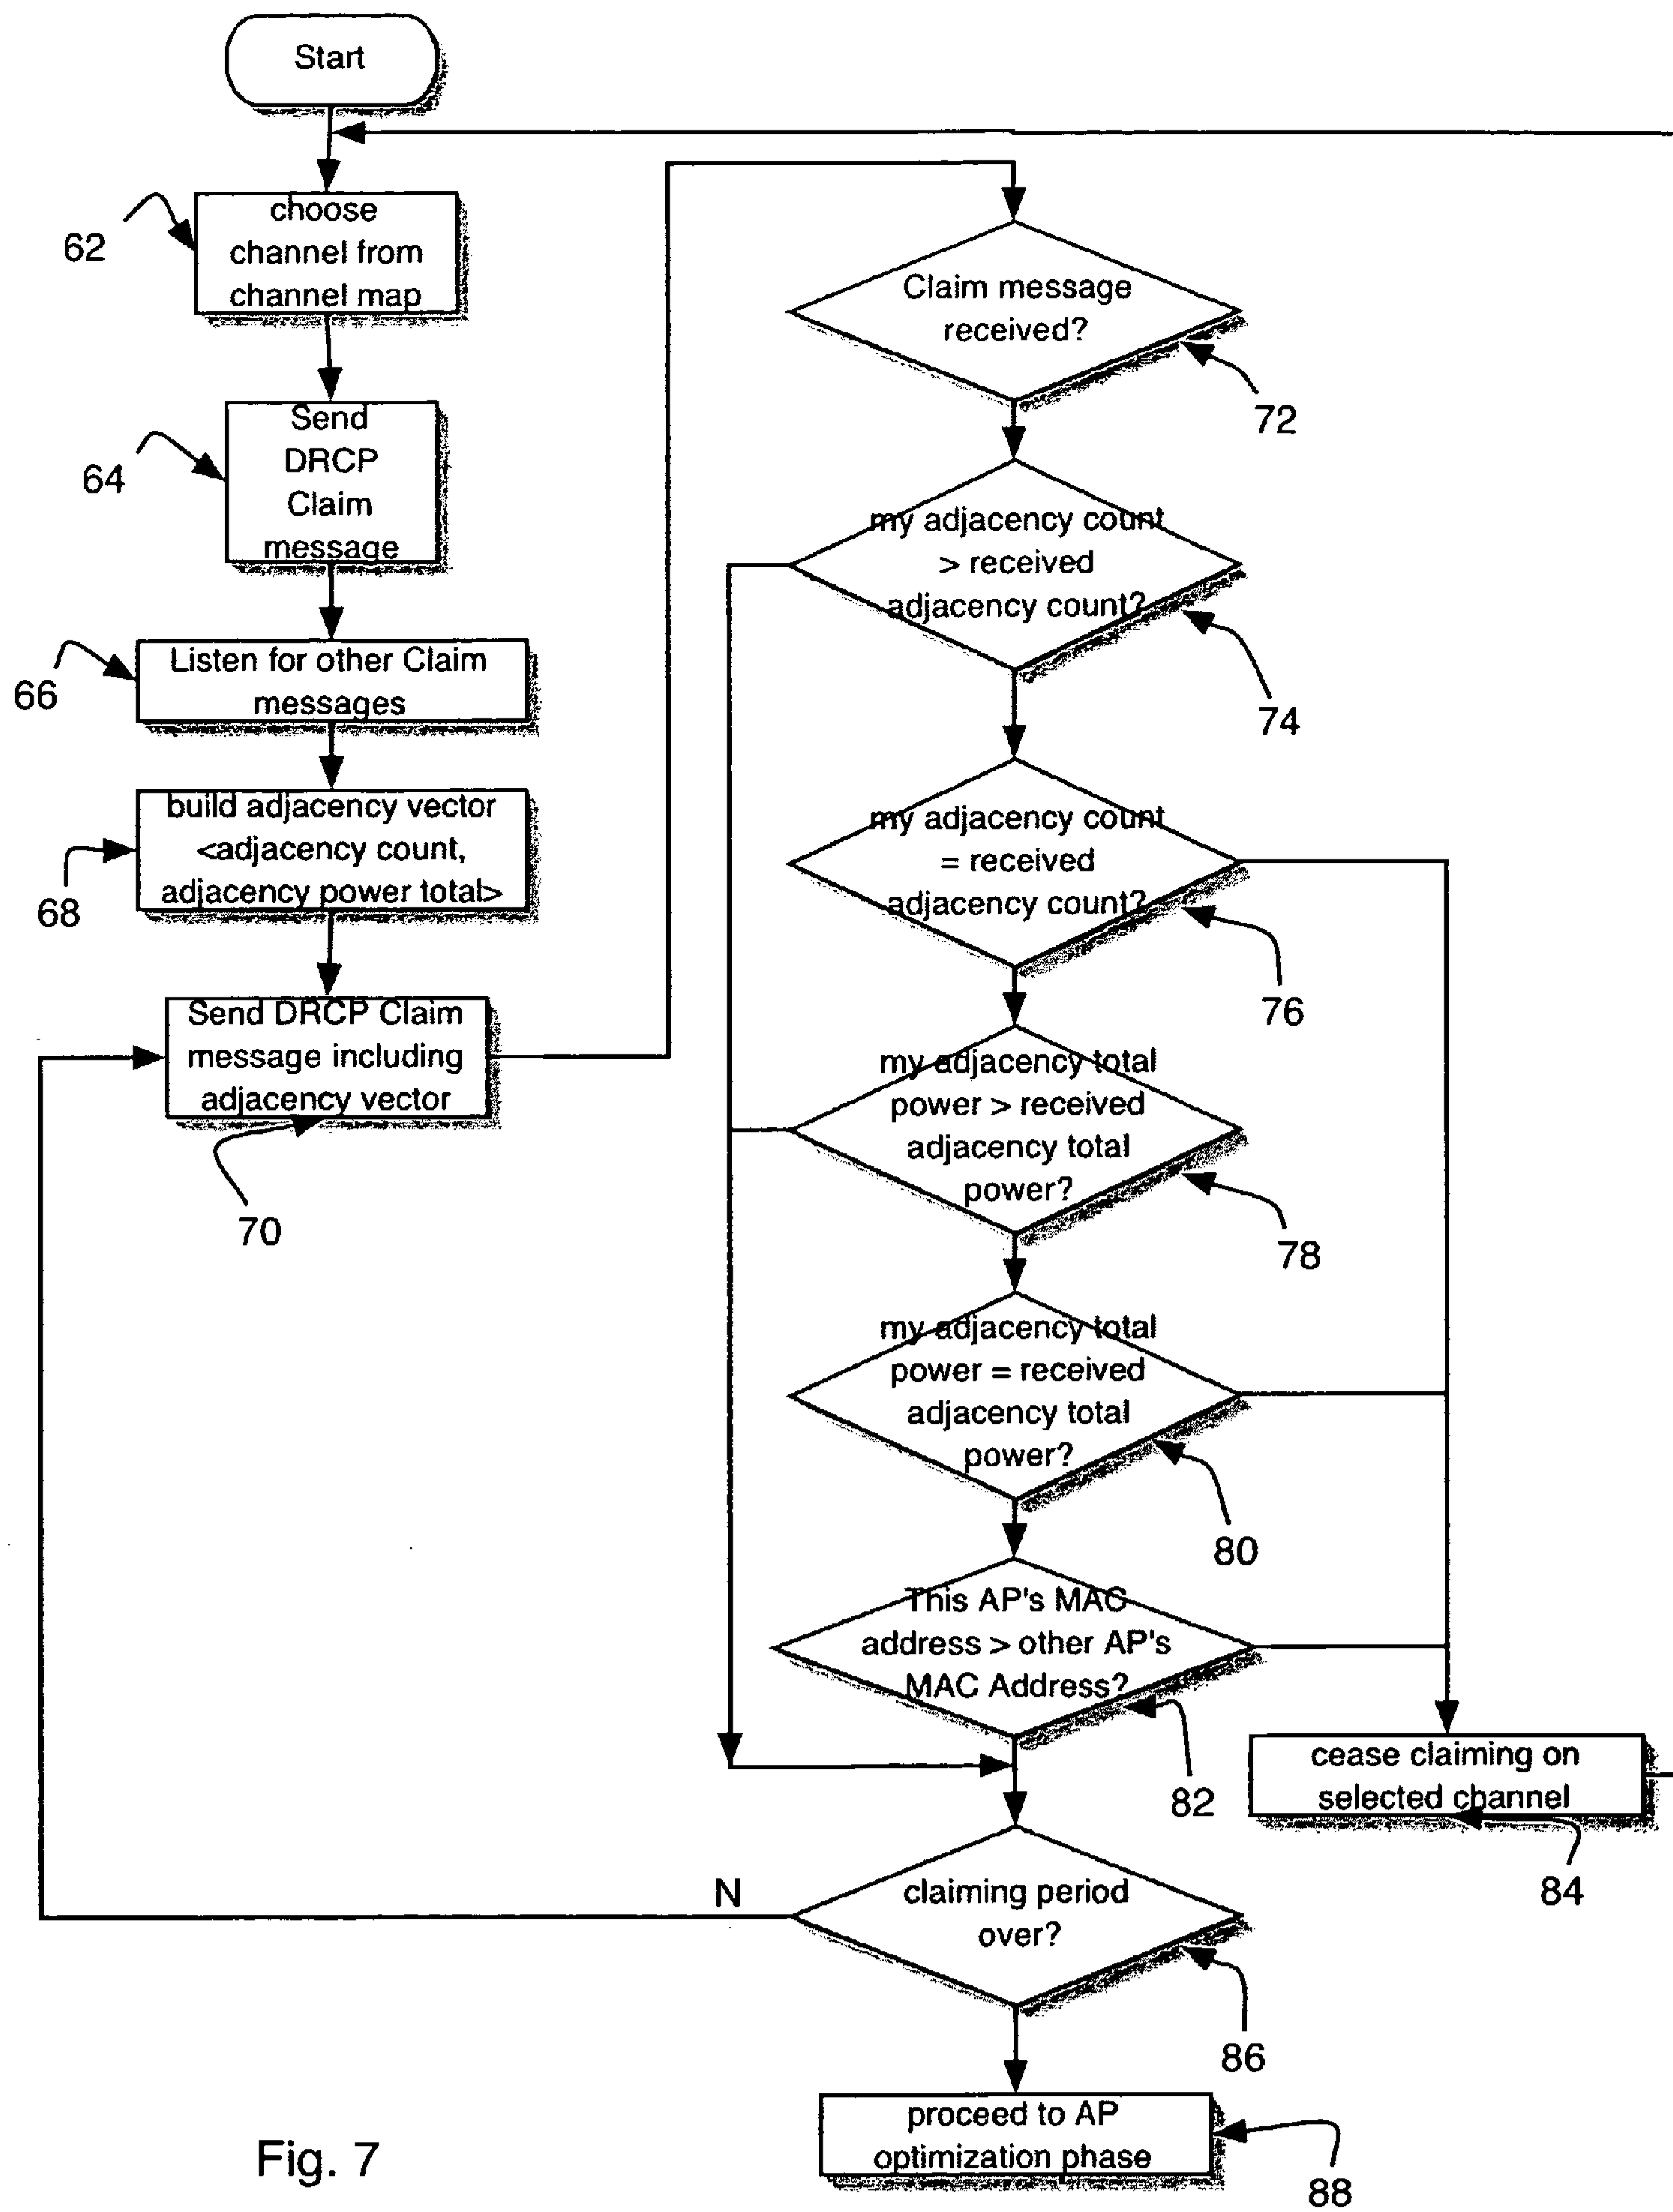 Start
choose
channel from
channel map
62
Send
DRCP
Claim
message
64
Listen for other Claim
messages
66
build adjacency vector
<adjacency count,
adjacency power total>
68
Send DRCP Claim
message including
adjacency vector
70
Claim message
received?
72
my adjacency count
> received
adjacency count?
74
my adjacency count
= received
adjacency count?
76
my adjacency total
power > received
adjacency total
power?
78
my adjacency total
power = received
adjacency total
power?
80
This AP's MAC
address > other AP's
MAC Address?
82
cease claiming on
selected channel
84
N
claiming period
over?
86
proceed to AP
optimization phase
88
Fig. 7